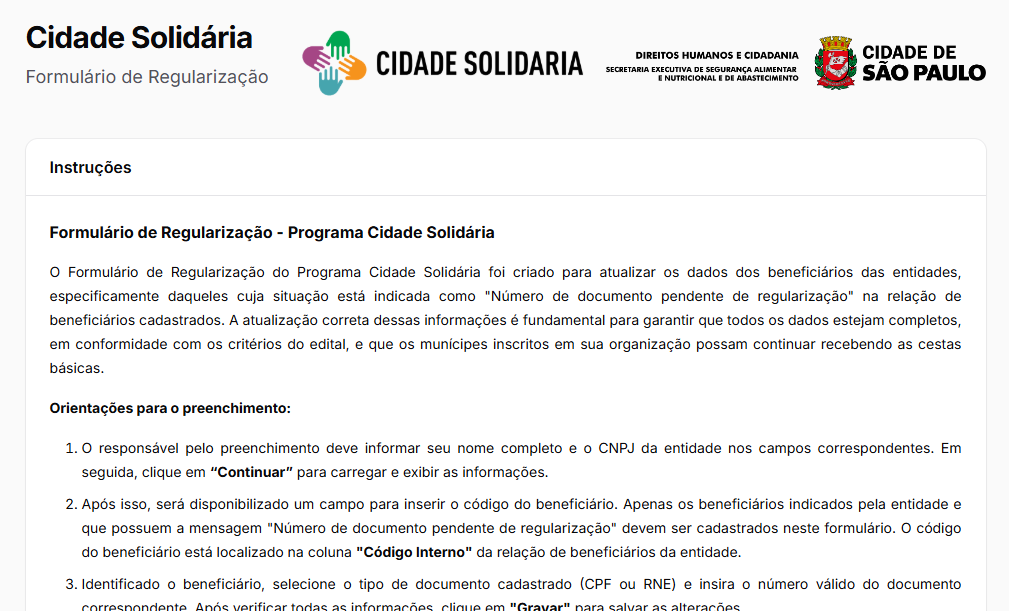 Cidade Solidária
Formulário de Regularização
CIDADE SOLIDARIA
DIREITOS HUMANOS E CIDADANIA
SECRETARIA EXECUTIVA DE SEGURANÇA ALIMENTAR
E NUTRICIONAL E DE ABASTECIMENTO
CIDADE DE
SÃO PAULO
Instruções
Formulário de Regularização - Programa Cidade Solidária
O Formulário de Regularização do Programa Cidade Solidária foi criado para atualizar os dados dos beneficiários das entidades,
especificamente daqueles cuja situação está indicada como "Número de documento pendente de regularização" na relação de
beneficiários cadastrados. A atualização correta dessas informações é fundamental para garantir que todos os dados estejam completos,
em conformidade com os critérios do edital, e que os munícipes inscritos em sua organização possam continuar recebendo as cestas
básicas.
Orientações para o preenchimento:
1. O responsável pelo preenchimento deve informar seu nome completo e o CNPJ da entidade nos campos correspondentes. Em
seguida, clique em “Continuar” para carregar e exibir as informações.
2. Após isso, será disponibilizado um campo para inserir o código do beneficiário. Apenas os beneficiários indicados pela entidade e
que possuem a mensagem "Número de documento pendente de regularização" devem ser cadastrados neste formulário. O código
do beneficiário está localizado na coluna "Código Interno" da relação de beneficiários da entidade.
3. Identificado o beneficiário, selecione o tipo de documento cadastrado (CPF ou RNE) e insira o número válido do documento
correspondente. Após verificar todas as informações, clique em "Gravar" para salvar as alterações.